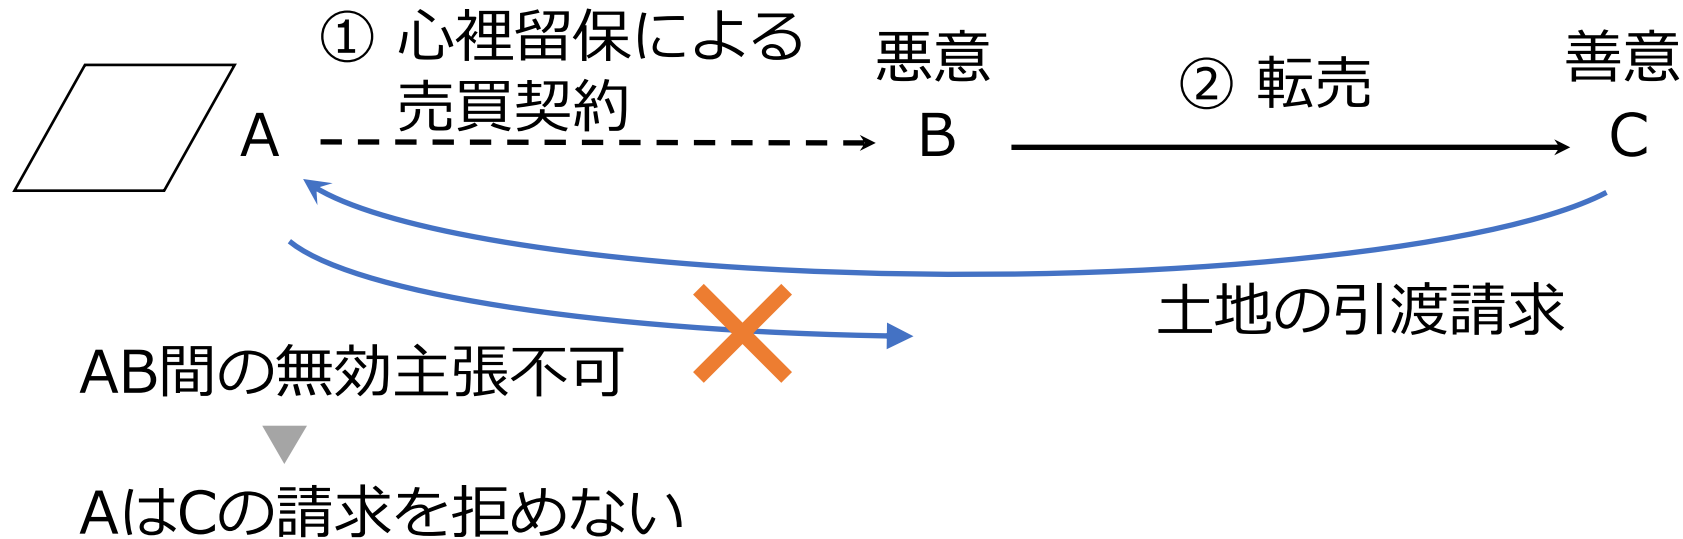 ① 心裡留保による
売買契約
悪意
善意
② 転売
A
B
C
土地の引渡請求
AB間の無効主張不可
AはCの請求を拒めない